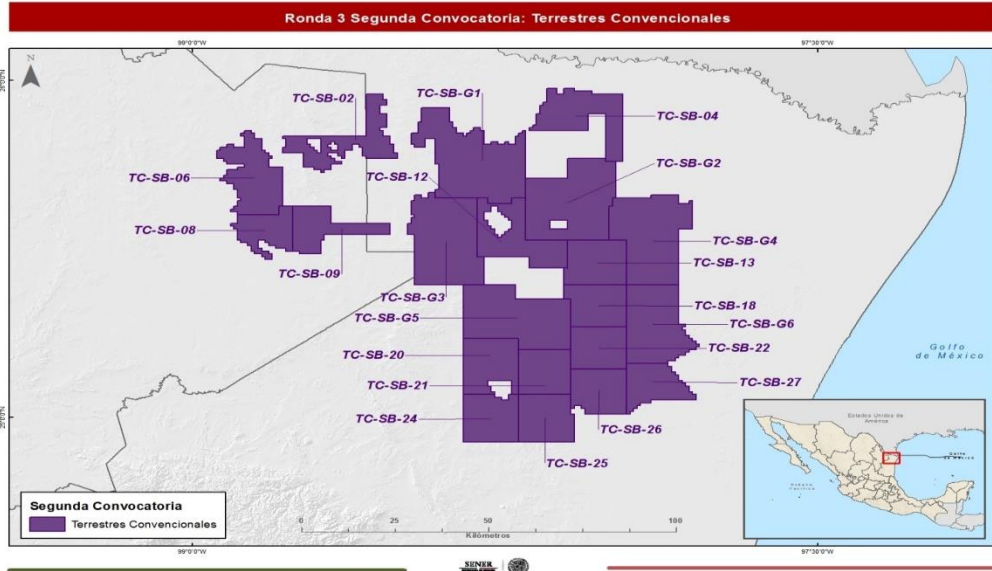 Ronda 3 Segunda Convocatoria: Terrestres Convencionales
99°0'0"W
97°30'0"W
N
TC-SB-02
TC-SB-G1
TC-SB-04
TC-SB-12
TC-SB-G2
TC-SB-06
TC-SB-08
TC-SB-G4
TC-SB-13
TC-SB-09
TC-SB-G3
TC-SB-18
TC-SB-G5
TC-SB-G6
TC-SB-22
TC-SB-20
TC-SB-21
TC-SB-27
TC-SB-24
TC-SB-26
TC-SB-25
Golfo
de México
Estados Unidos de
América
Segunda Convocatoria
Terrestres Convencionales
0 25 50 100
Kilómetros
99°0'0"W
97°30'0"W
SENER